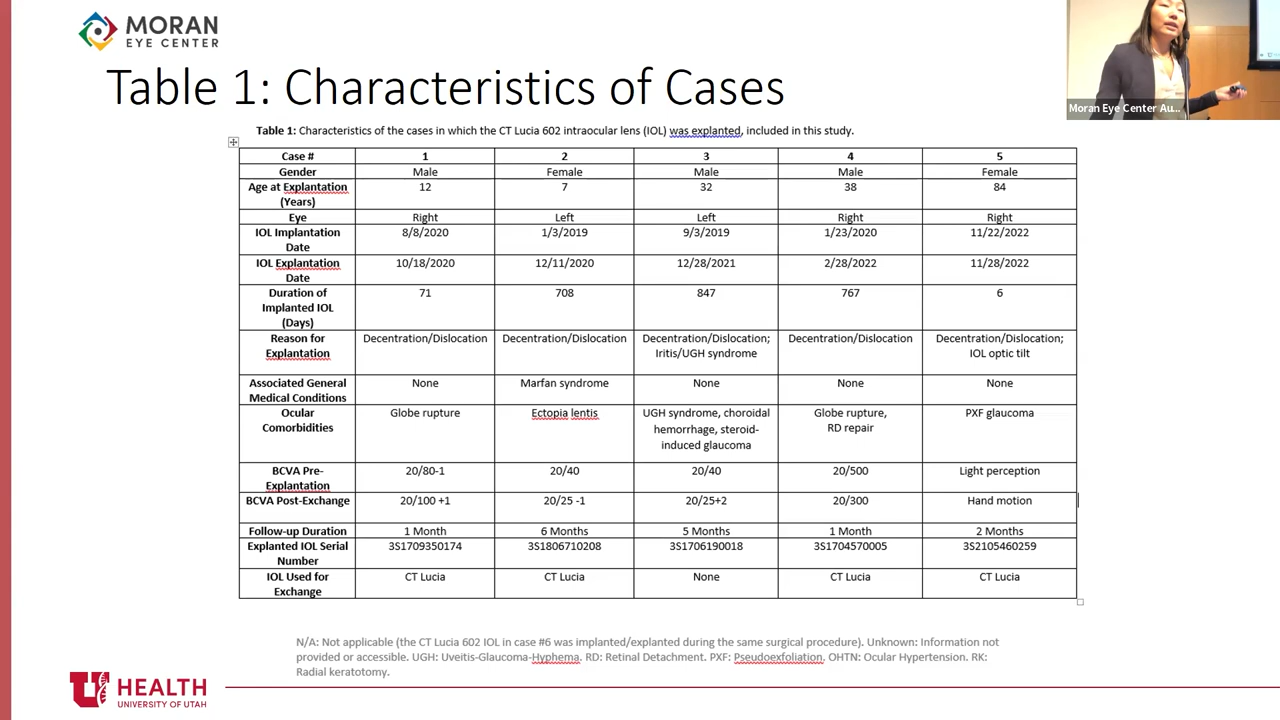 MORAN
EYE CENTER
Table 1: Characteristics of Cases
Moran Eye Center Au...
Table 1: Characteristics of the cases in which the CT Lucia 602 intraocular lens (IOL) was explanted, included in this study.
Case # 1 2 3 4 5
Gender Male Female Male Male Female
Age at Explantation 12 7 32 38 84
(Years)
Eye Right Left Left Right Right
IOL Implantation 8/8/2020 1/3/2019 9/3/2019 1/23/2020 11/22/2022
Date
IOL Explantation 10/18/2020 12/11/2020 12/28/2021 2/28/2022 11/28/2022
Date
Duration of 71 708 847 767 6
Implanted IOL
(Days)
Reason for Decentration/Dislocation Decentration/Dislocation Decentration/Dislocation; Decentration/Dislocation Decentration/Dislocation;
Explantation Iritis/UGH syndrome IOL optic tilt
Associated General None Marfan syndrome None None None
Medical Conditions
Ocular Globe rupture Ectopia lentis UGH syndrome, choroidal Globe rupture, PXF glaucoma
Comorbidities hemorrhage, steroid- RD repair
induced glaucoma
BCVA Pre- 20/80-1 20/40 20/40 20/500 Light perception
Explantation
BCVA Post-Exchange 20/100 +1 20/25 -1 20/25+2 20/300 Hand motion
Follow-up Duration 1 Month 6 Months 5 Months 1 Month 2 Months
Explanted IOL Serial 3S1709350174 3S1806710208 3S1706190018 3S1704570005 3S2105460259
Number
IOL Used for CT Lucia CT Lucia None CT Lucia CT Lucia
Exchange
N/A: Not applicable (the CT Lucia 602 IOL in case #6 was implanted/explanted during the same surgical procedure). Unknown: Information not
provided or accessible. UGH: Uveitis-Glaucoma-Hyphema. RD: Retinal Detachment. PXF: Pseudoexfoliation. OHTN: Ocular Hypertension. RK:
Radial keratotomy.
U HEALTH
UNIVERSITY OF UTAH